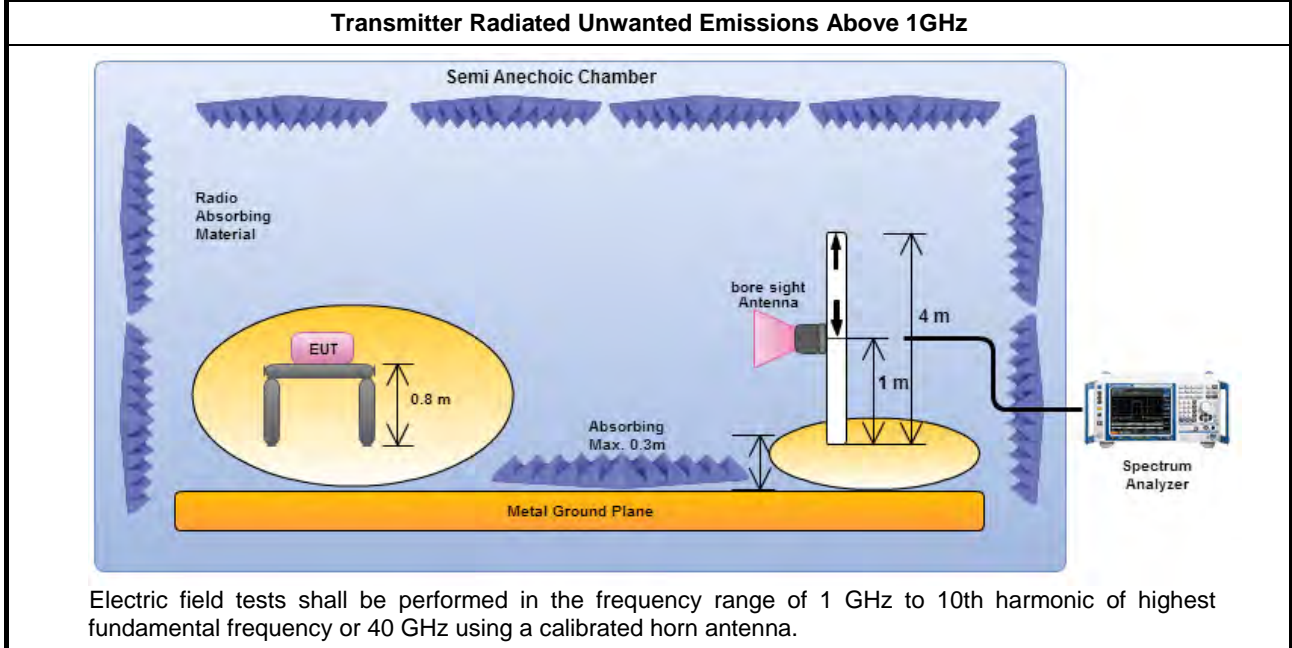 Transmitter Radiated Unwanted Emissions Above 1GHz
Semi Anechoic Chamber
Radio
Absorbing
Material
bore sight
Antenna
4 m
EUT
1 m
0.8 m
Absorbing
Max. 0.3m
Spectrum
Analyzer
Metal Ground Plane
Electric field tests shall be performed in the frequency range of 1 GHz to 10th harmonic of highest
fundamental frequency or 40 GHz using a calibrated horn antenna.